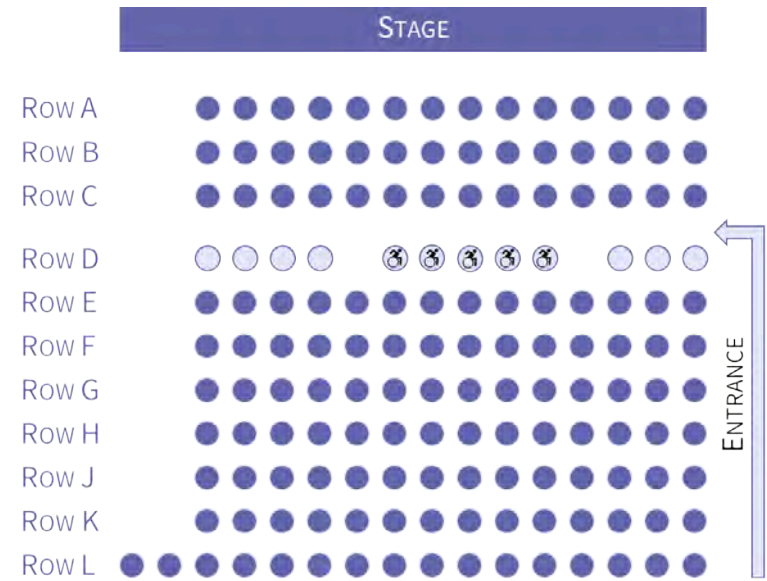 STAGE
ROW A
ROW B
ROW C
ROW D
ROW E
ROW F
ROW G
ROW H
ROW J
ROW K
ROW L
ENTRANCE